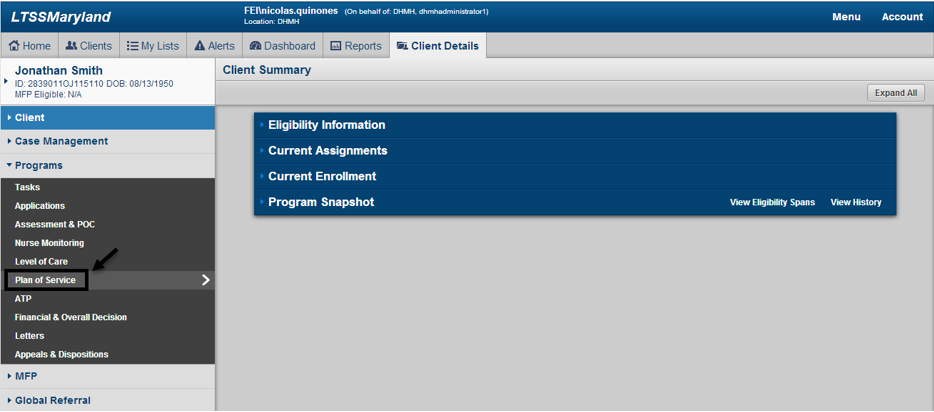 LTSSMaryland
FEI\nicolas.quinones (On behalf of: DHMH, dhmhadministrator1)
Location: DHMH
Menu Account
Home Clients My Lists Alerts Dashboard Reports Client Details
Jonathan Smith
ID: 2839011OJ115110 DOB: 08/13/1950
MFP Eligible: N/A
Client Summary
Expand All
Client
Case Management
Programs
Tasks
Applications
Assessment & POC
Nurse Monitoring
Level of Care
Plan of Service
ATP
Financial & Overall Decision
Letters
Appeals & Dispositions
MFP
Global Referral
Eligibility Information
Current Assignments
Current Enrollment
Program Snapshot View Eligibility Spans View History